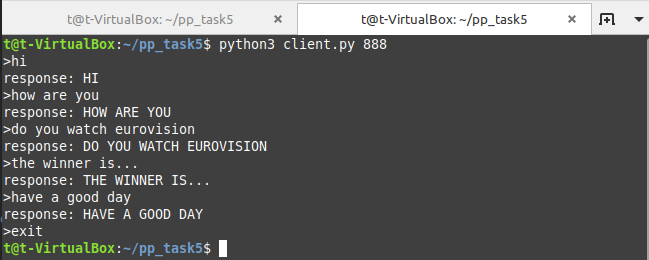 t@t-VirtualBox: ~/pp_task5 × t@t-VirtualBox: ~/pp_task5 ×
t@t-VirtualBox:~/pp_task5$ python3 client.py 888
>hi
response: HI
>how are you
response: HOW ARE YOU
>do you watch eurovision
response: DO YOU WATCH EUROVISION
>the winner is...
response: THE WINNER IS...
>have a good day
response: HAVE A GOOD DAY
>exit
t@t-VirtualBox:~/pp_task5$